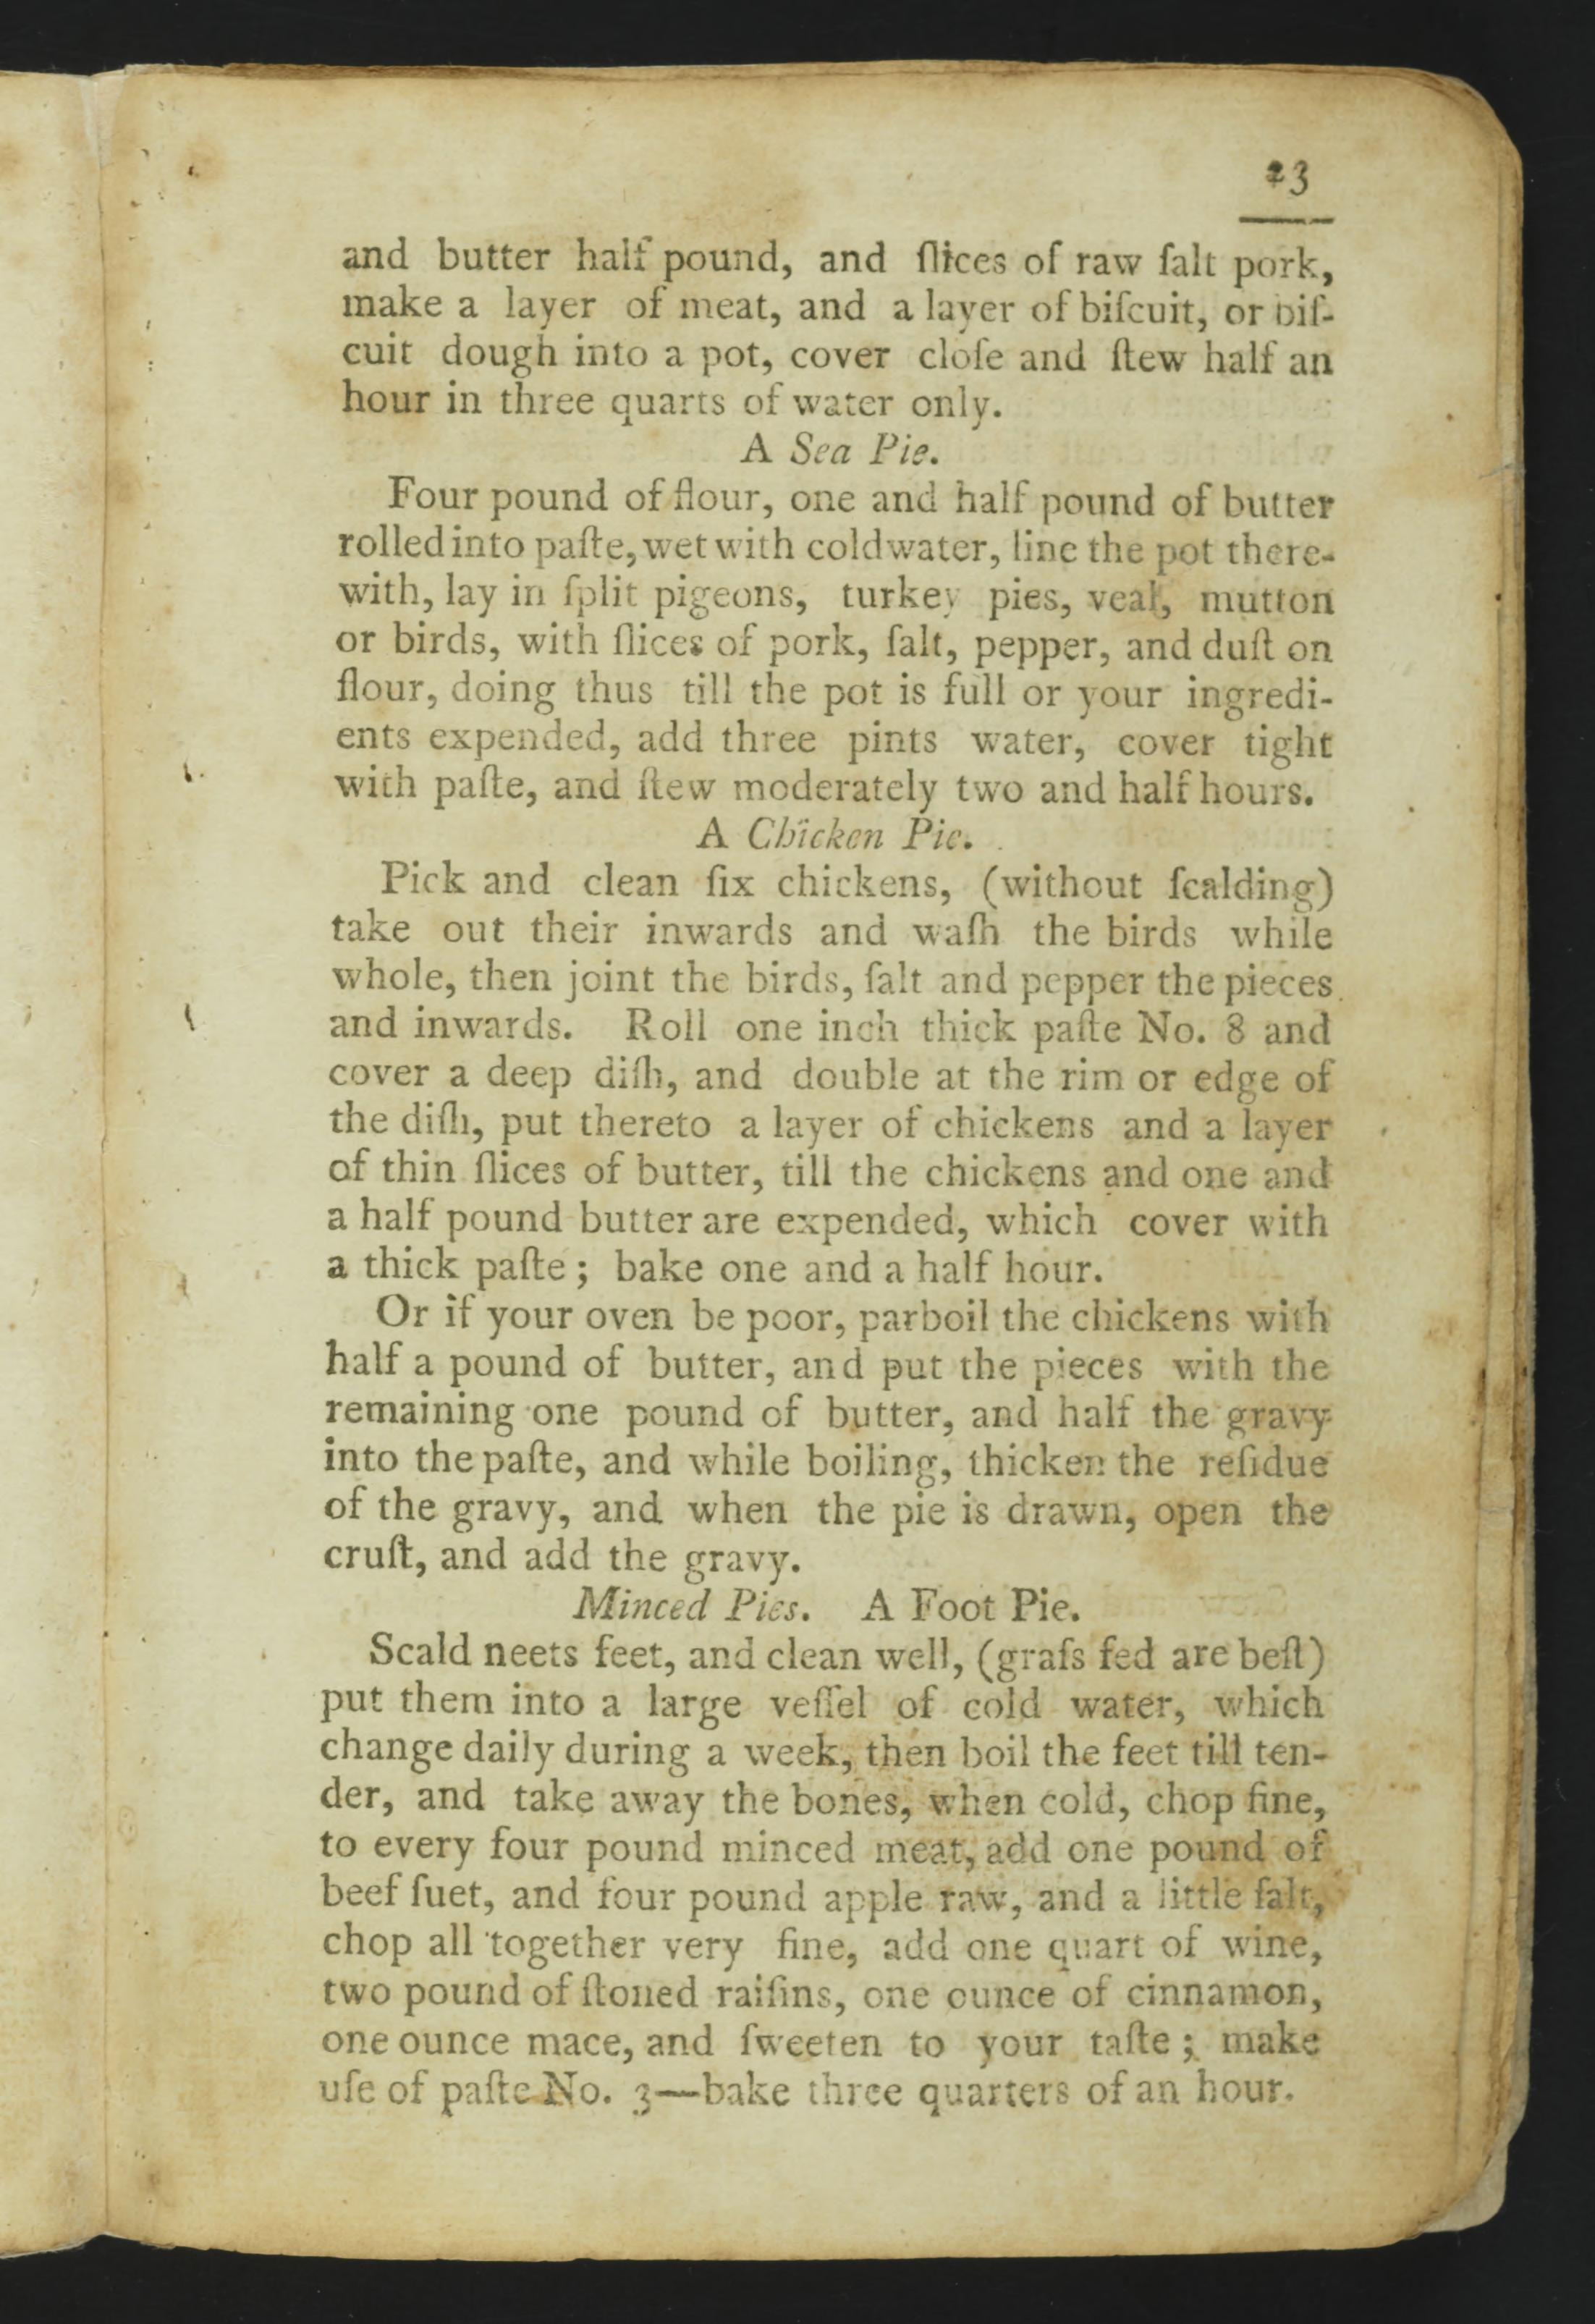 23
and butter half pound, and ſlices of raw ſalt pork,
make a layer of meat, and a layer of biſcuit, or biſ-
cuit dough into a pot, cover cloſe and ſtew half an
hour in three quarts of water only.
A Sea Pie.
Four pound of flour, one and half pound of butter
rolled into paſte, wet with cold water, line the pot there-
with, lay in ſplit pigeons, turkey pies, veal, mutton
or birds, with ſlices of pork, ſalt, pepper, and duſt on
flour, doing thus till the pot is full or your ingredi-
ents expended, add three pints water, cover tight
with paſte, and ſtew moderately two and half hours.
A Chicken Pie.
Pick and clean ſix chickens, (without ſcalding)
take out their inwards and waſh the birds while
whole, then joint the birds, ſalt and pepper the pieces
and inwards. Roll one inch thick paſte No. 8 and
cover a deep diſh, and double at the rim or edge of
the diſh, put thereto a layer of chickens and a layer
of thin ſlices of butter, till the chickens and one and
a half pound butter are expended, which cover with
a thick paſte; bake one and a half hour.
Or if your oven be poor, parboil the chickens with
half a pound of butter, and put the pieces with the
remaining one pound of butter, and half the gravy
into the paſte, and while boiling, thicken the reſidue
of the gravy, and when the pie is drawn, open the
cruſt, and add the gravy.
Minced Pies. A Foot Pie.
Scald neets feet, and clean well, (graſs fed are beſt)
put them into a large veſſel of cold water, which
change daily during a week, then boil the feet till ten-
der, and take away the bones, when cold, chop fine,
to every four pound minced meat, add one pound of
beef ſuet, and four pound apple raw, and a little ſalt,
chop all together very fine, add one quart of wine,
two pound of ſtoned raiſins, one ounce of cinnamon,
one ounce mace, and ſweeten to your taſte; make
uſe of paſte No. 3—bake three quarters of an hour.